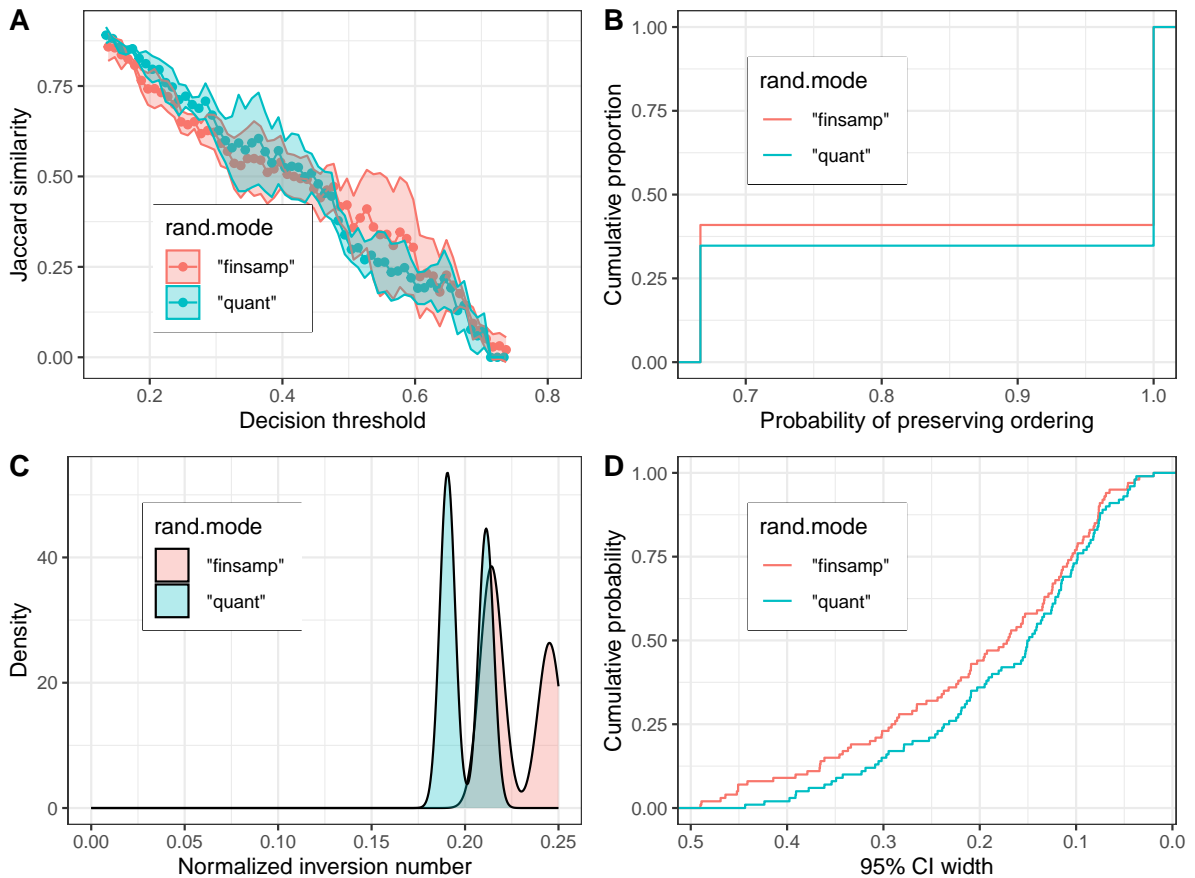 A
Jaccard similarity
0.75
0.50
0.25
0.00
rand.mode
"finsamp"
"quant"
0.2 0.4 0.6 0.8
Decision threshold
B
Cumulative proportion
1.00
0.75
0.50
0.25
0.00
rand.mode
"finsamp"
"quant"
0.7 0.8 0.9 1.0
Probability of preserving ordering
C
Density
40
20
0
rand.mode
"finsamp"
"quant"
0.00 0.05 0.10 0.15 0.20 0.25
Normalized inversion number
D
Cumulative probability
1.00
0.75
0.50
0.25
0.00
rand.mode
"finsamp"
"quant"
0.5 0.4 0.3 0.2 0.1 0.0
95% CI width